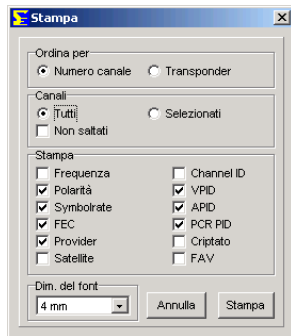 Stampa
Ordina per
Numero canale Transponder
Canali
Tutti Selezionati
Non saltati
Stampa
Frequenza Channel ID
Polarità VPID
Symbolrate APID
FEC PCR PID
Provider Criptato
Satellite FAV
Dim. del font
4 mm Annulla Stampa